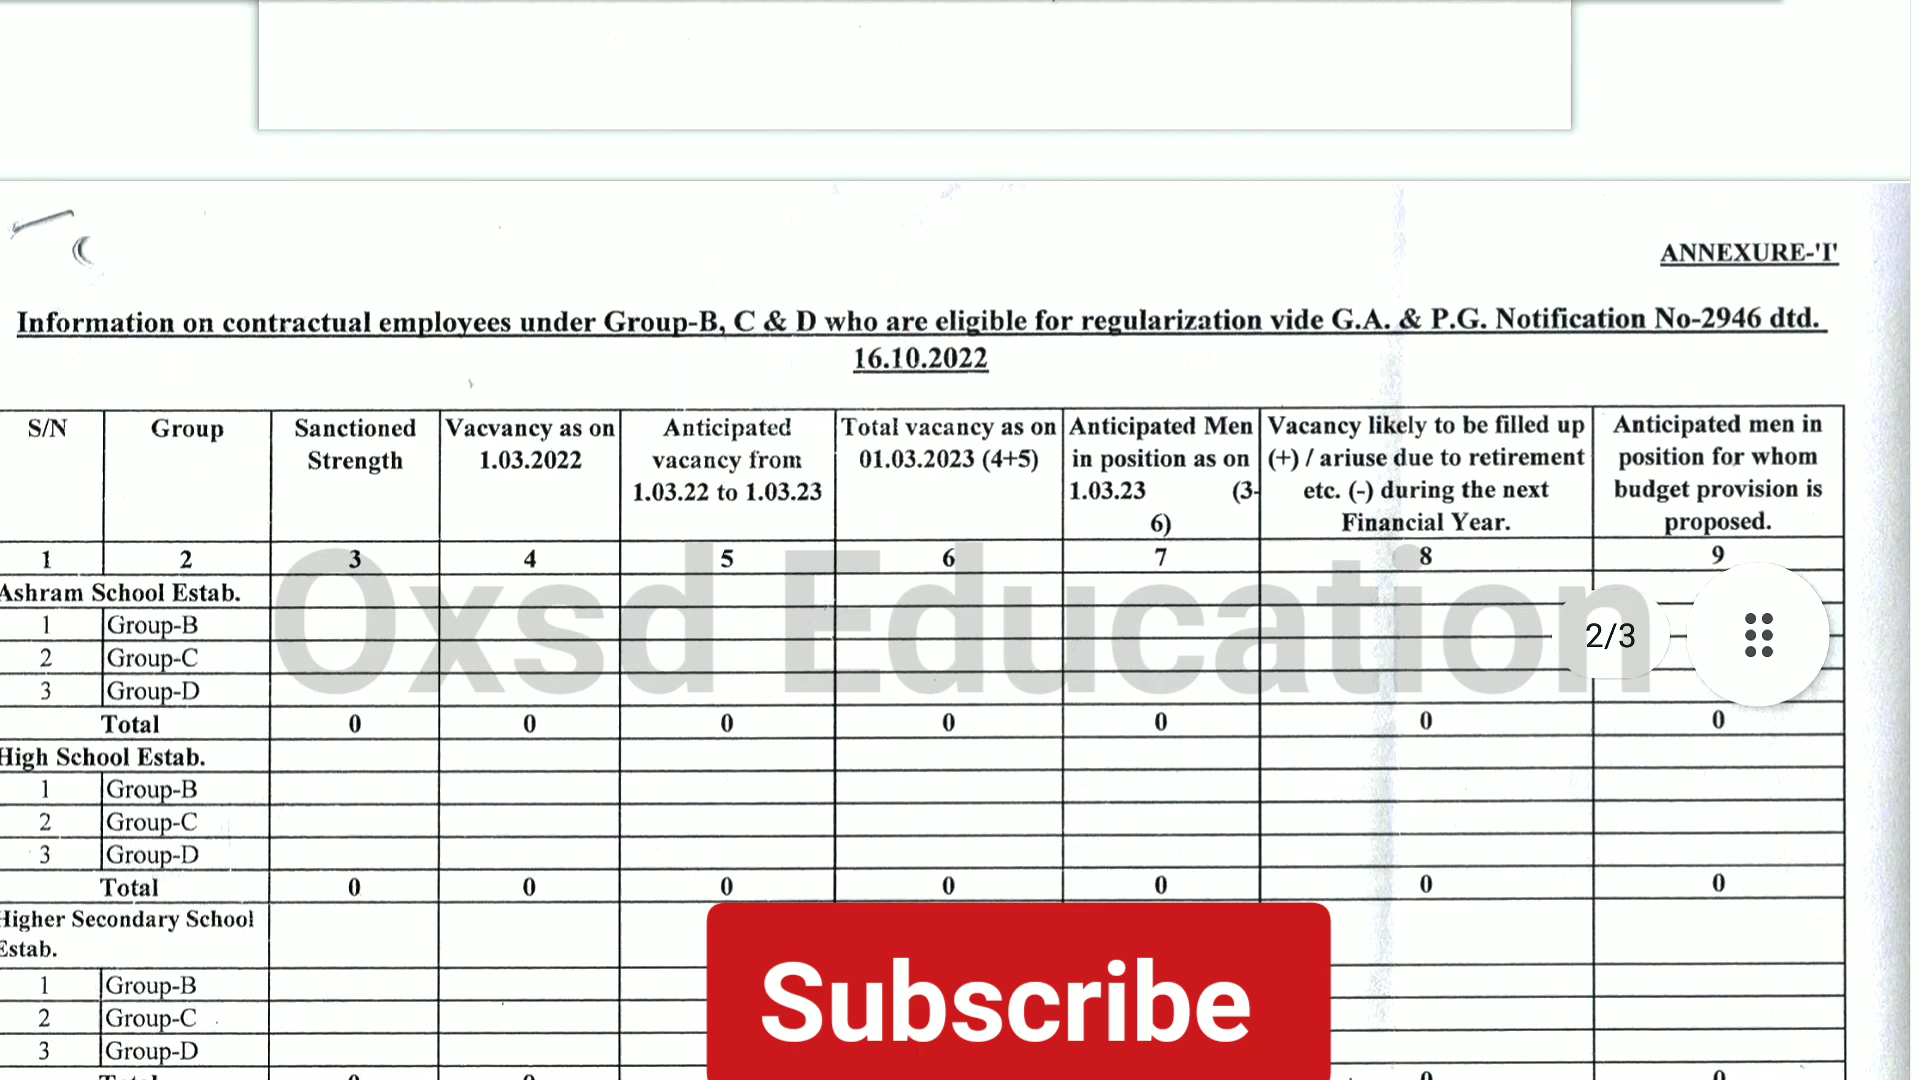 ANNEXURE-'I'
Information on contractual employees under Group-B, C & D who are eligible for regularization vide G.A. & P.G. Notification No-2946 dtd.
16.10.2022
S/N Group Sanctioned Strength Vacvancy as on 1.03.2022 Anticipated vacancy from 1.03.22 to 1.03.23 Total vacancy as on 01.03.2023 (4+5) Anticipated Men in position as on 1.03.23 (3-6) Vacancy likely to be filled up (+) / ariuse due to retirement etc. (-) during the next Financial Year. Anticipated men in position for whom budget provision is proposed.
1 2 3 4 5 6 7 8 9
Ashram School Estab.
1 Group-B
2 Group-C
3 Group-D
Total 0 0 0 0 0 0 0
High School Estab.
1 Group-B
2 Group-C
3 Group-D
Total 0 0 0 0 0 0 0
Higher Secondary School
Estab.
1 Group-B
2 Group-C
3 Group-D
Oxsd Education
2/3
Subscribe